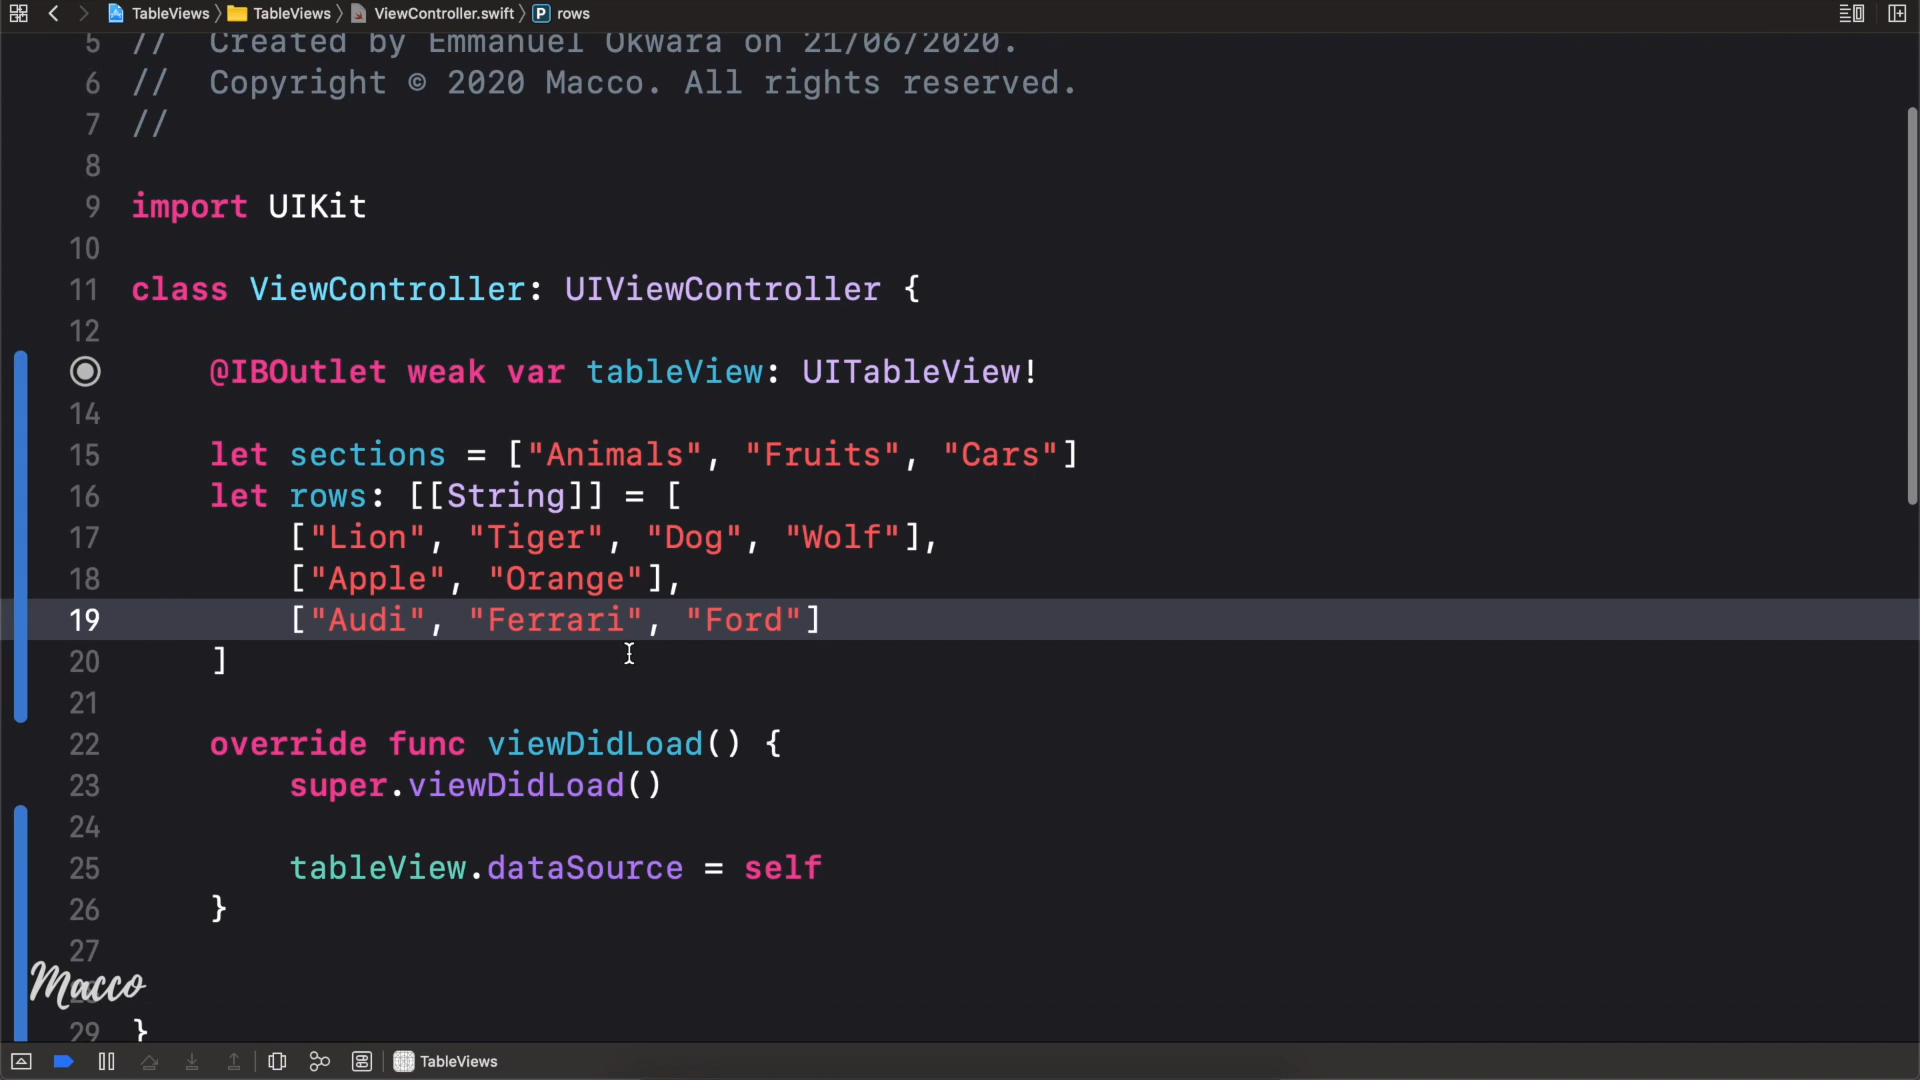 TableViews TableViews ViewController.swift P rows
5 // Created by Emmanuel Okwara on 21/06/2020.
6 // Copyright © 2020 Macco. All rights reserved.
7 //
8
9 import UIKit
10
11 class ViewController: UIViewController {
12
@IBOutlet weak var tableView: UITableView!
14
15 let sections = ["Animals", "Fruits", "Cars"]
16 let rows: [[String]] = [
17 ["Lion", "Tiger", "Dog", "Wolf"],
18 ["Apple", "Orange"],
19 ["Audi", "Ferrari", "Ford"]
20 ]
21
22 override func viewDidLoad() {
23 super.viewDidLoad()
24
25 tableView.dataSource = self
26 }
27
Macco
29 }
TableViews